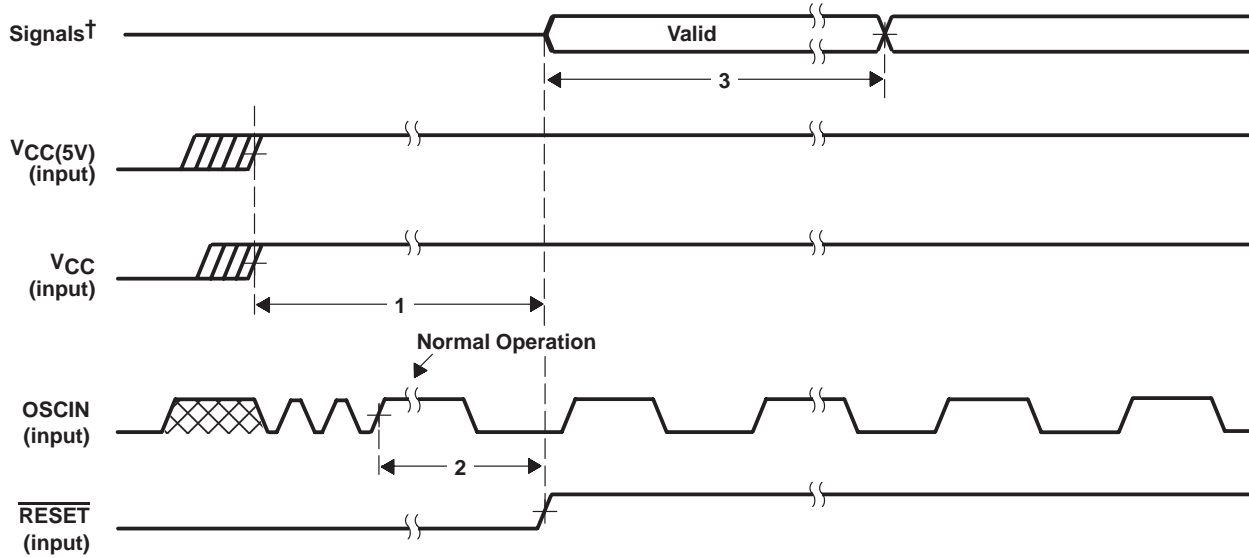 Signals†
Valid
3
VCC(5V)
(input)
VCC
(input)
1
Normal Operation
OSCIN
(input)
2
RESET
(input)